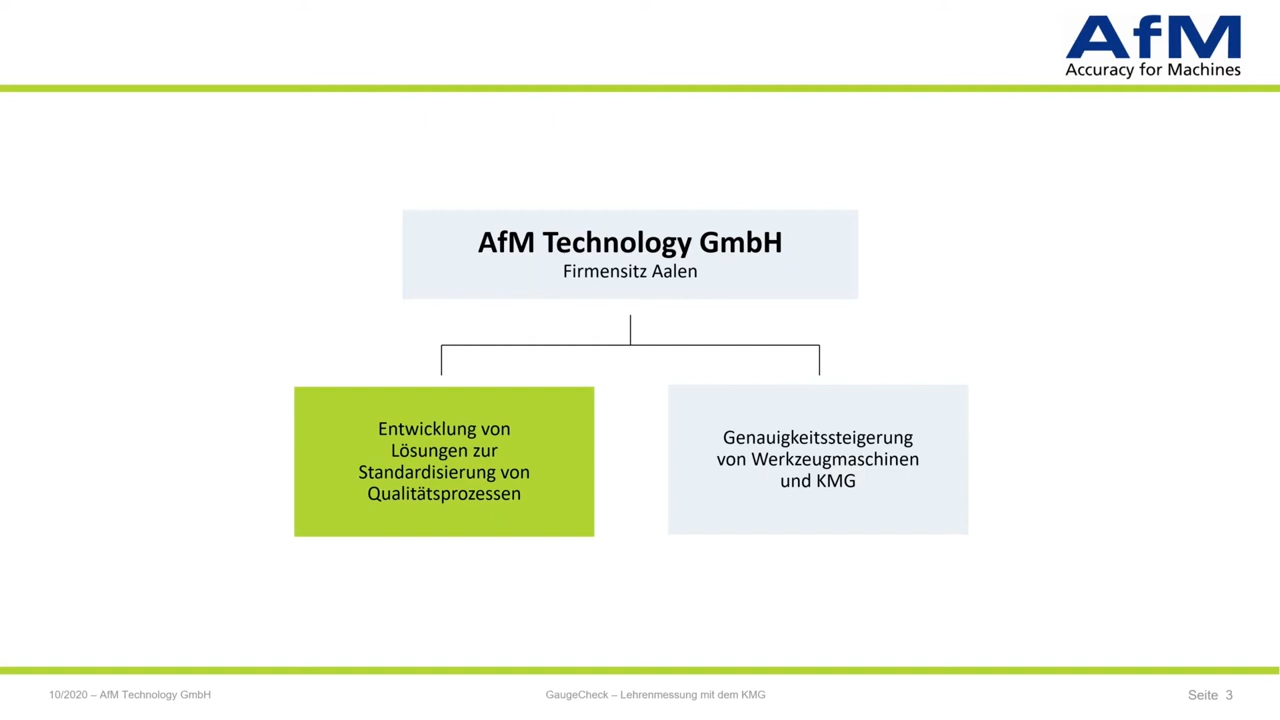 AfM
Accuracy for Machines
AfM Technology GmbH
Firmensitz Aalen
Entwicklung von
Lösungen zur
Standardisierung von
Qualitätsprozessen
Genauigkeitssteigerung
von Werkzeugmaschinen
und KMG
10/2020 – AfM Technology GmbH
GaugeCheck – Lehrenmessung mit dem KMG
Seite 3